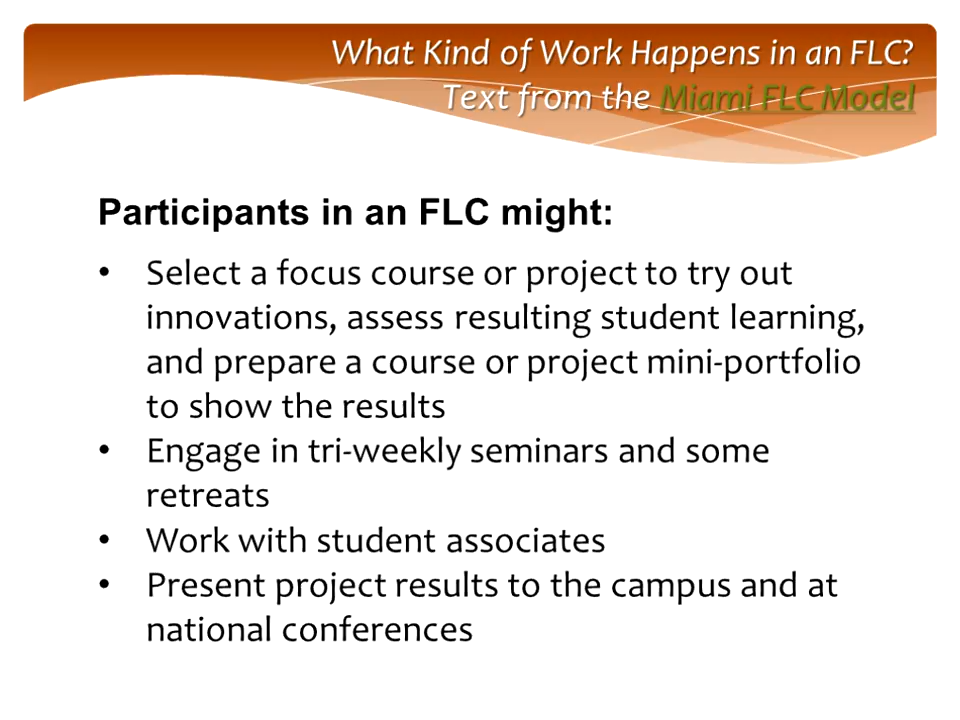 What Kind of Work Happens in an FLC?
Text from the Miami FLC Model
Participants in an FLC might:
• Select a focus course or project to try out
innovations, assess resulting student learning,
and prepare a course or project mini-portfolio
to show the results
• Engage in tri-weekly seminars and some
retreats
• Work with student associates
• Present project results to the campus and at
national conferences